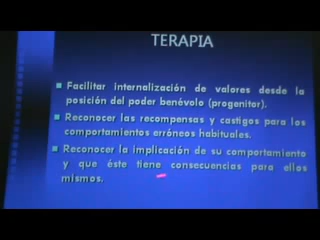 TERAPIA
Facilitar internalización de valores desde la
posición del poder benévolo (progenitor).
Reconocer las recompensas y castigos para los
comportamientos erróneos habituales.
Reconocer la implicación de su comportamiento
y que éste tiene consecuencias para ellos
mismos.